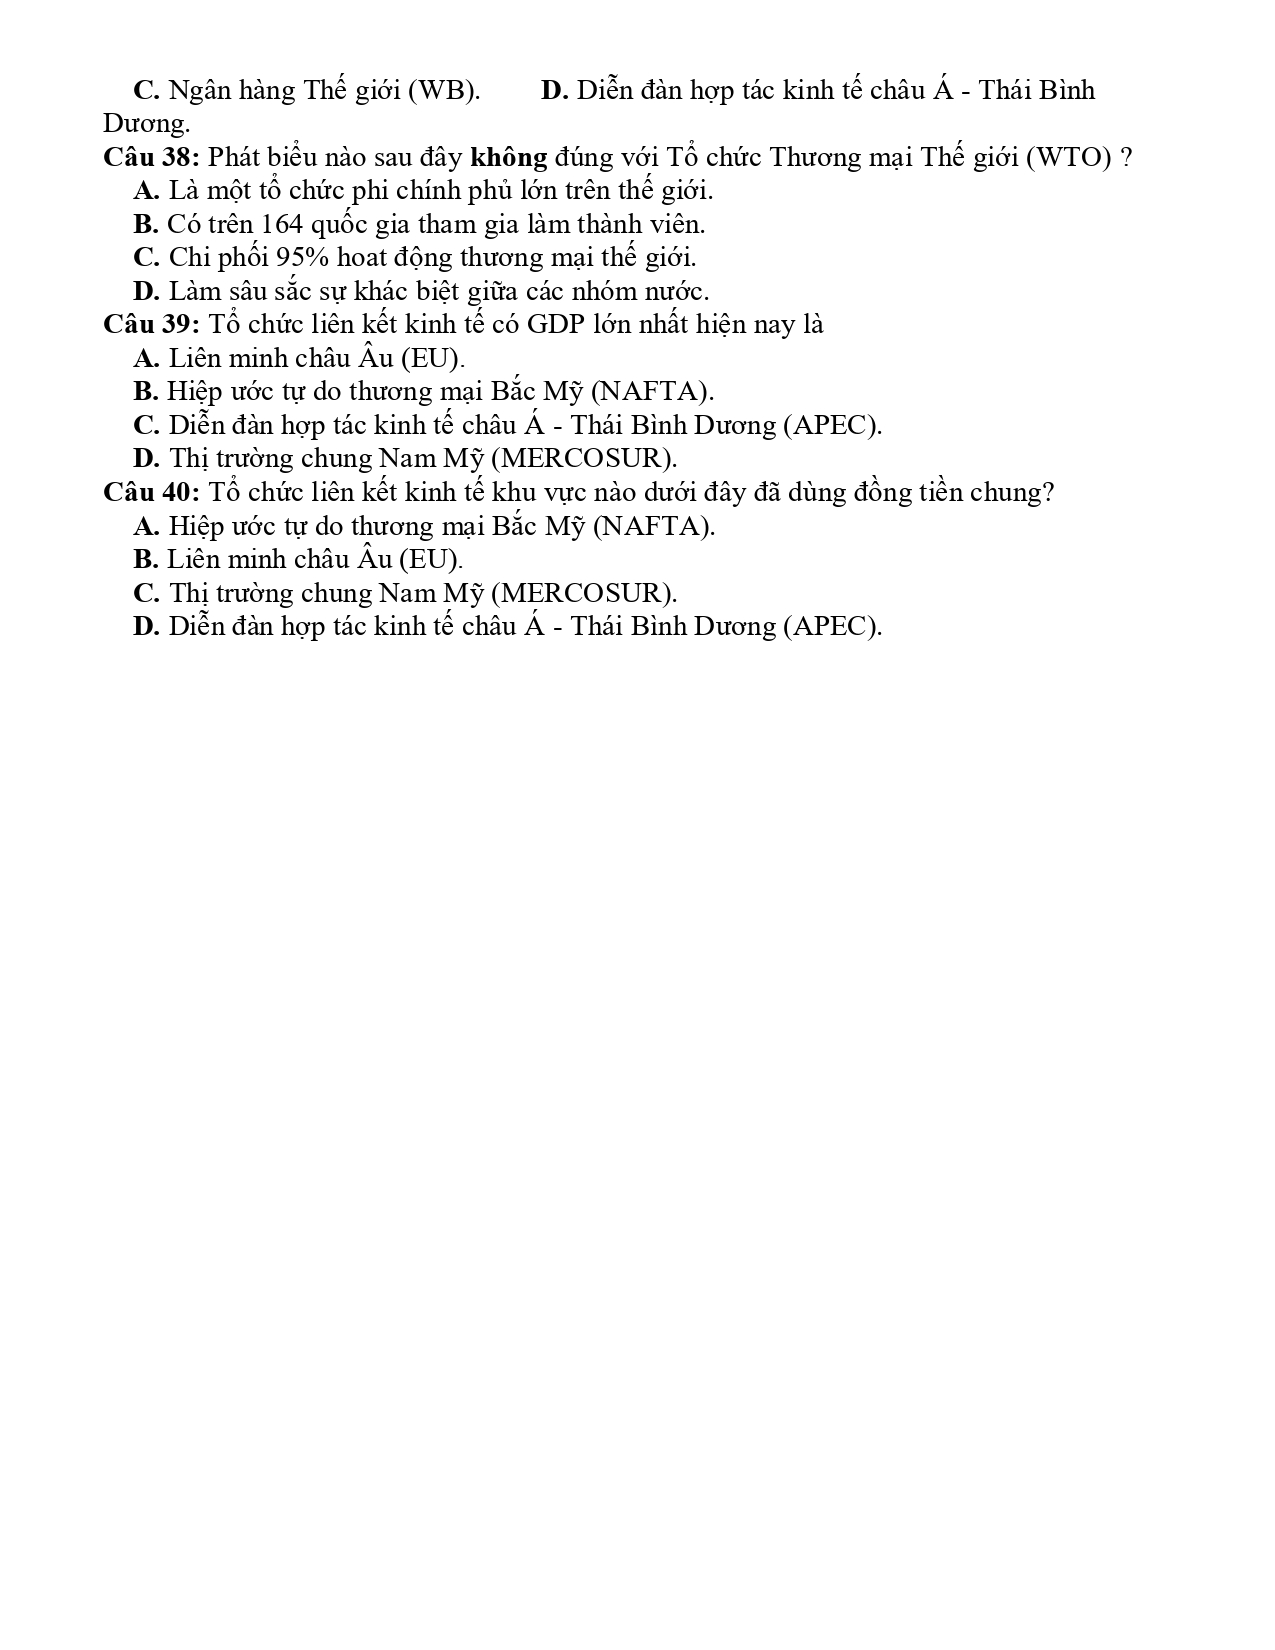 C. Ngân hàng Thế giới (WB). D. Diễn đàn hợp tác kinh tế châu Á - Thái Bình
Dương.
Câu 38: Phát biểu nào sau đây không đúng với Tổ chức Thương mại Thế giới (WTO) ?
A. Là một tổ chức phi chính phủ lớn trên thế giới.
B. Có trên 164 quốc gia tham gia làm thành viên.
C. Chi phối 95% hoat động thương mại thế giới.
D. Làm sâu sắc sự khác biệt giữa các nhóm nước.
Câu 39: Tổ chức liên kết kinh tế có GDP lớn nhất hiện nay là
A. Liên minh châu Âu (EU).
B. Hiệp ước tự do thương mại Bắc Mỹ (NAFTA).
C. Diễn đàn hợp tác kinh tế châu Á - Thái Bình Dương (APEC).
D. Thị trường chung Nam Mỹ (MERCOSUR).
Câu 40: Tổ chức liên kết kinh tế khu vực nào dưới đây đã dùng đồng tiền chung?
A. Hiệp ước tự do thương mại Bắc Mỹ (NAFTA).
B. Liên minh châu Âu (EU).
C. Thị trường chung Nam Mỹ (MERCOSUR).
D. Diễn đàn hợp tác kinh tế châu Á - Thái Bình Dương (APEC).